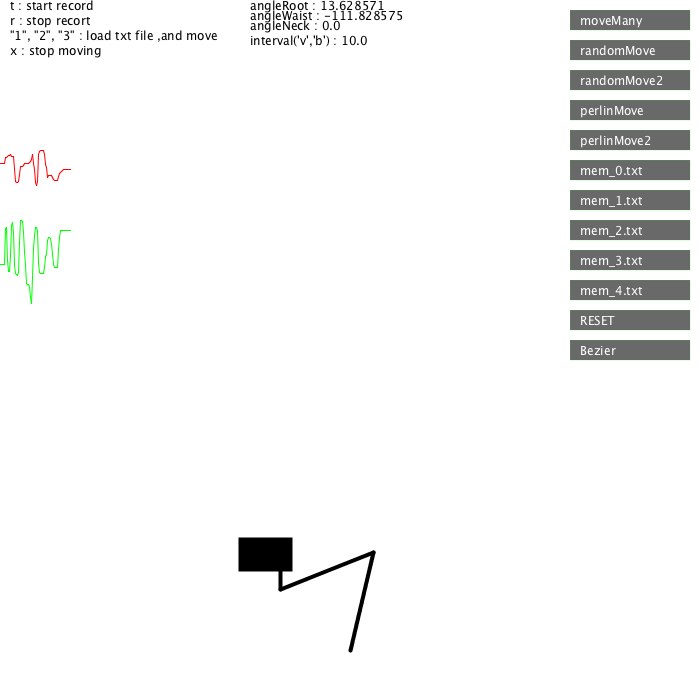 t : start record
r : stop recort
"1", "2", "3" : load txt file ,and move
x : stop moving
angleRoot : 13.628571
angleWaist : -111.828575
angleNeck : 0.0
interval('v','b') : 10.0
moveMany
randomMove
randomMove2
perlinMove
perlinMove2
mem_0.txt
mem_1.txt
mem_2.txt
mem_3.txt
mem_4.txt
RESET
Bezier